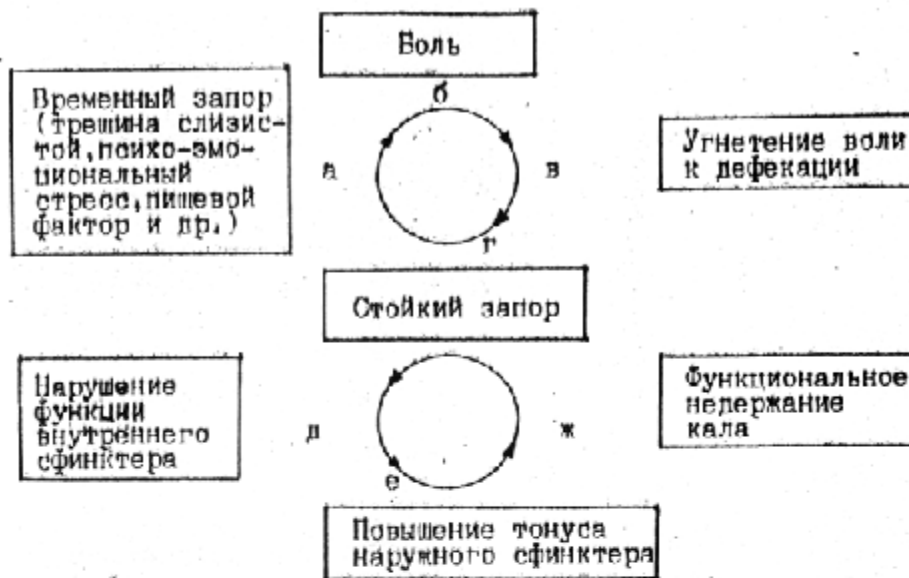 Боль
Временный запор
(трещина слизис-
той, психо-эмо-
циональный
стресс, пищевой
фактор и др.)
б
а
в
г
Угнетение воли
к дефекации
Стойкий запор
Нарушение
функции
внутреннего
сфинктера
д
е
ж
Функциональное
недержание
кала
Повышение тонуса
наружного сфинктера